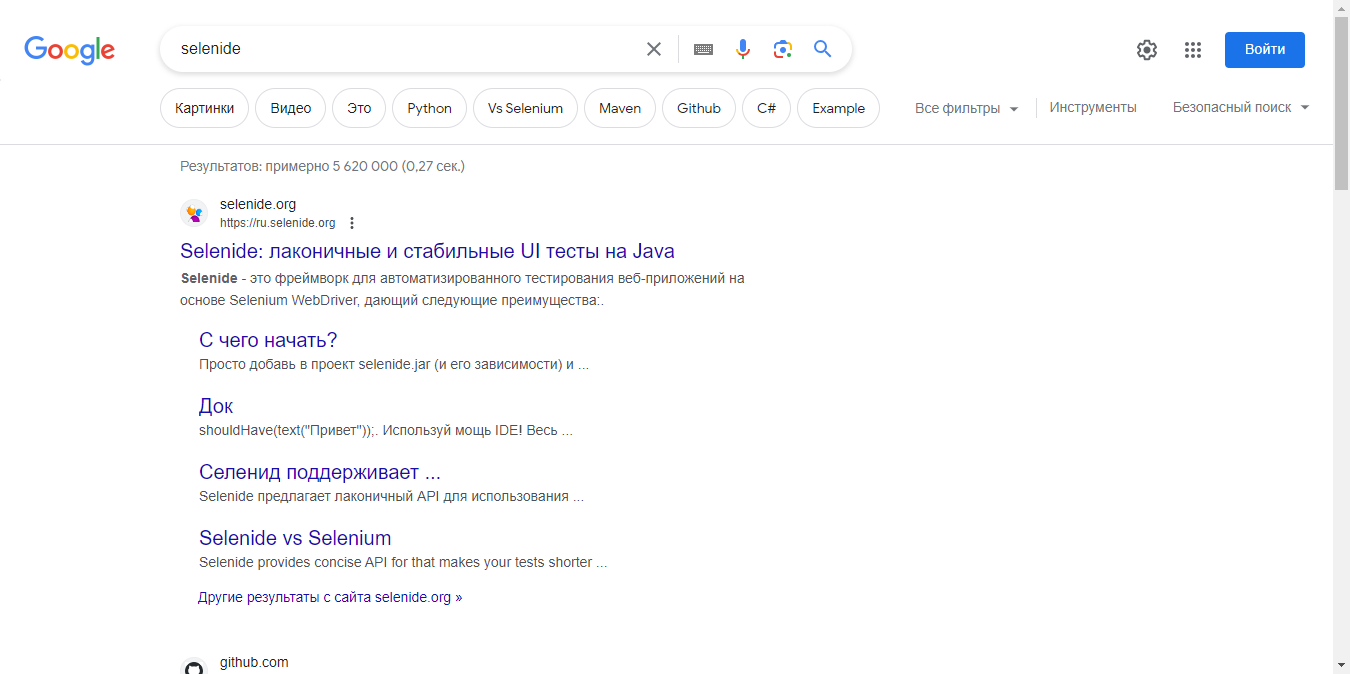 Google
selenide
Войти
Картинки Видео Это Python Vs Selenium Maven Github C# Example Все фильтры Инструменты Безопасный поиск
Результатов: примерно 5 620 000 (0,27 сек.)
selenide.org
https://ru.selenide.org
Selenide: лаконичные и стабильные UI тесты на Java
Selenide - это фреймворк для автоматизированного тестирования веб-приложений на
основе Selenium WebDriver, дающий следующие преимущества:.
С чего начать?
Просто добавь в проект selenide.jar (и его зависимости) и ...
Док
shouldHave(text("Привет"));. Используй мощь IDE! Весь ...
Селенид поддерживает ...
Selenide предлагает лаконичный API для использования ...
Selenide vs Selenium
Selenide provides concise API for that makes your tests shorter ...
Другие результаты с сайта selenide.org »
github.com